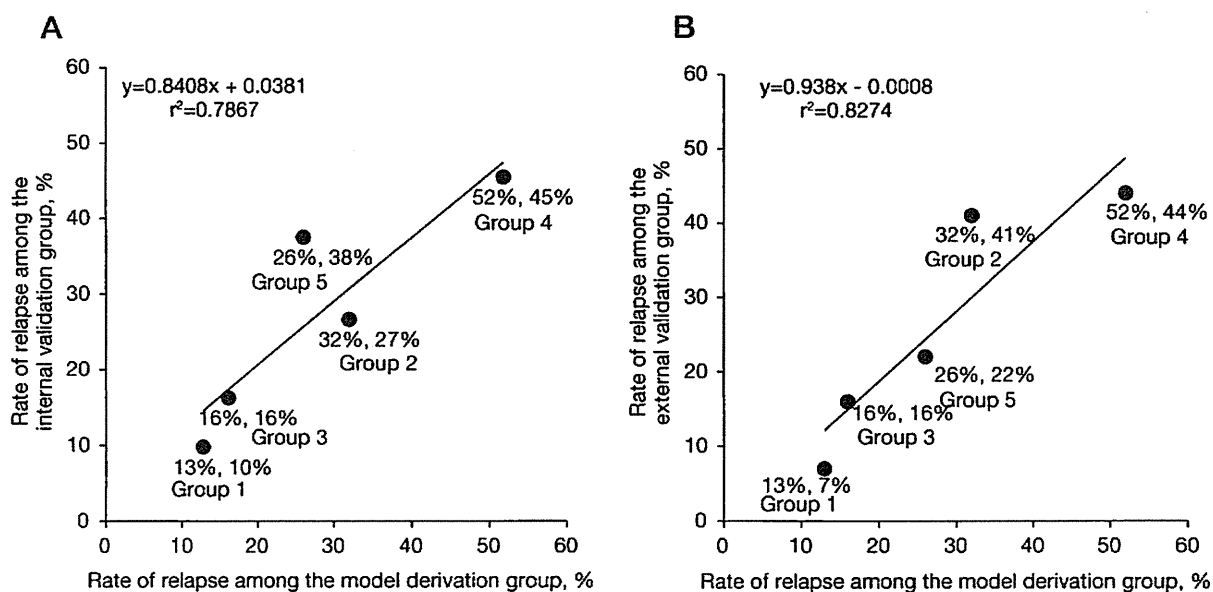 A
60
50
40
30
20
10
0
Rate of relapse among the
internal validation group, %
y=0.8408x + 0.0381
r²=0.7867
52%, 45%
Group 4
26%, 38%
Group 5
32%, 27%
Group 2
16%, 16%
Group 3
13%, 10%
Group 1
0 10 20 30 40 50 60
Rate of relapse among the model derivation group, %
B
60
50
40
30
20
10
0
Rate of relapse among the
external validation group, %
y=0.938x - 0.0008
r²=0.8274
52%, 44%
Group 4
32%, 41%
Group 2
26%, 22%
Group 5
16%, 16%
Group 3
13%, 7%
Group 1
0 10 20 30 40 50 60
Rate of relapse among the model derivation group, %